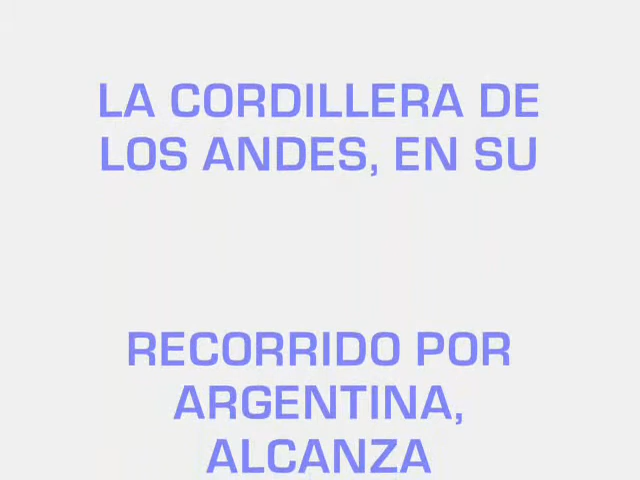 LA CORDILLERA DE
LOS ANDES, EN SU
RECORRIDO POR
ARGENTINA,
ALCANZA